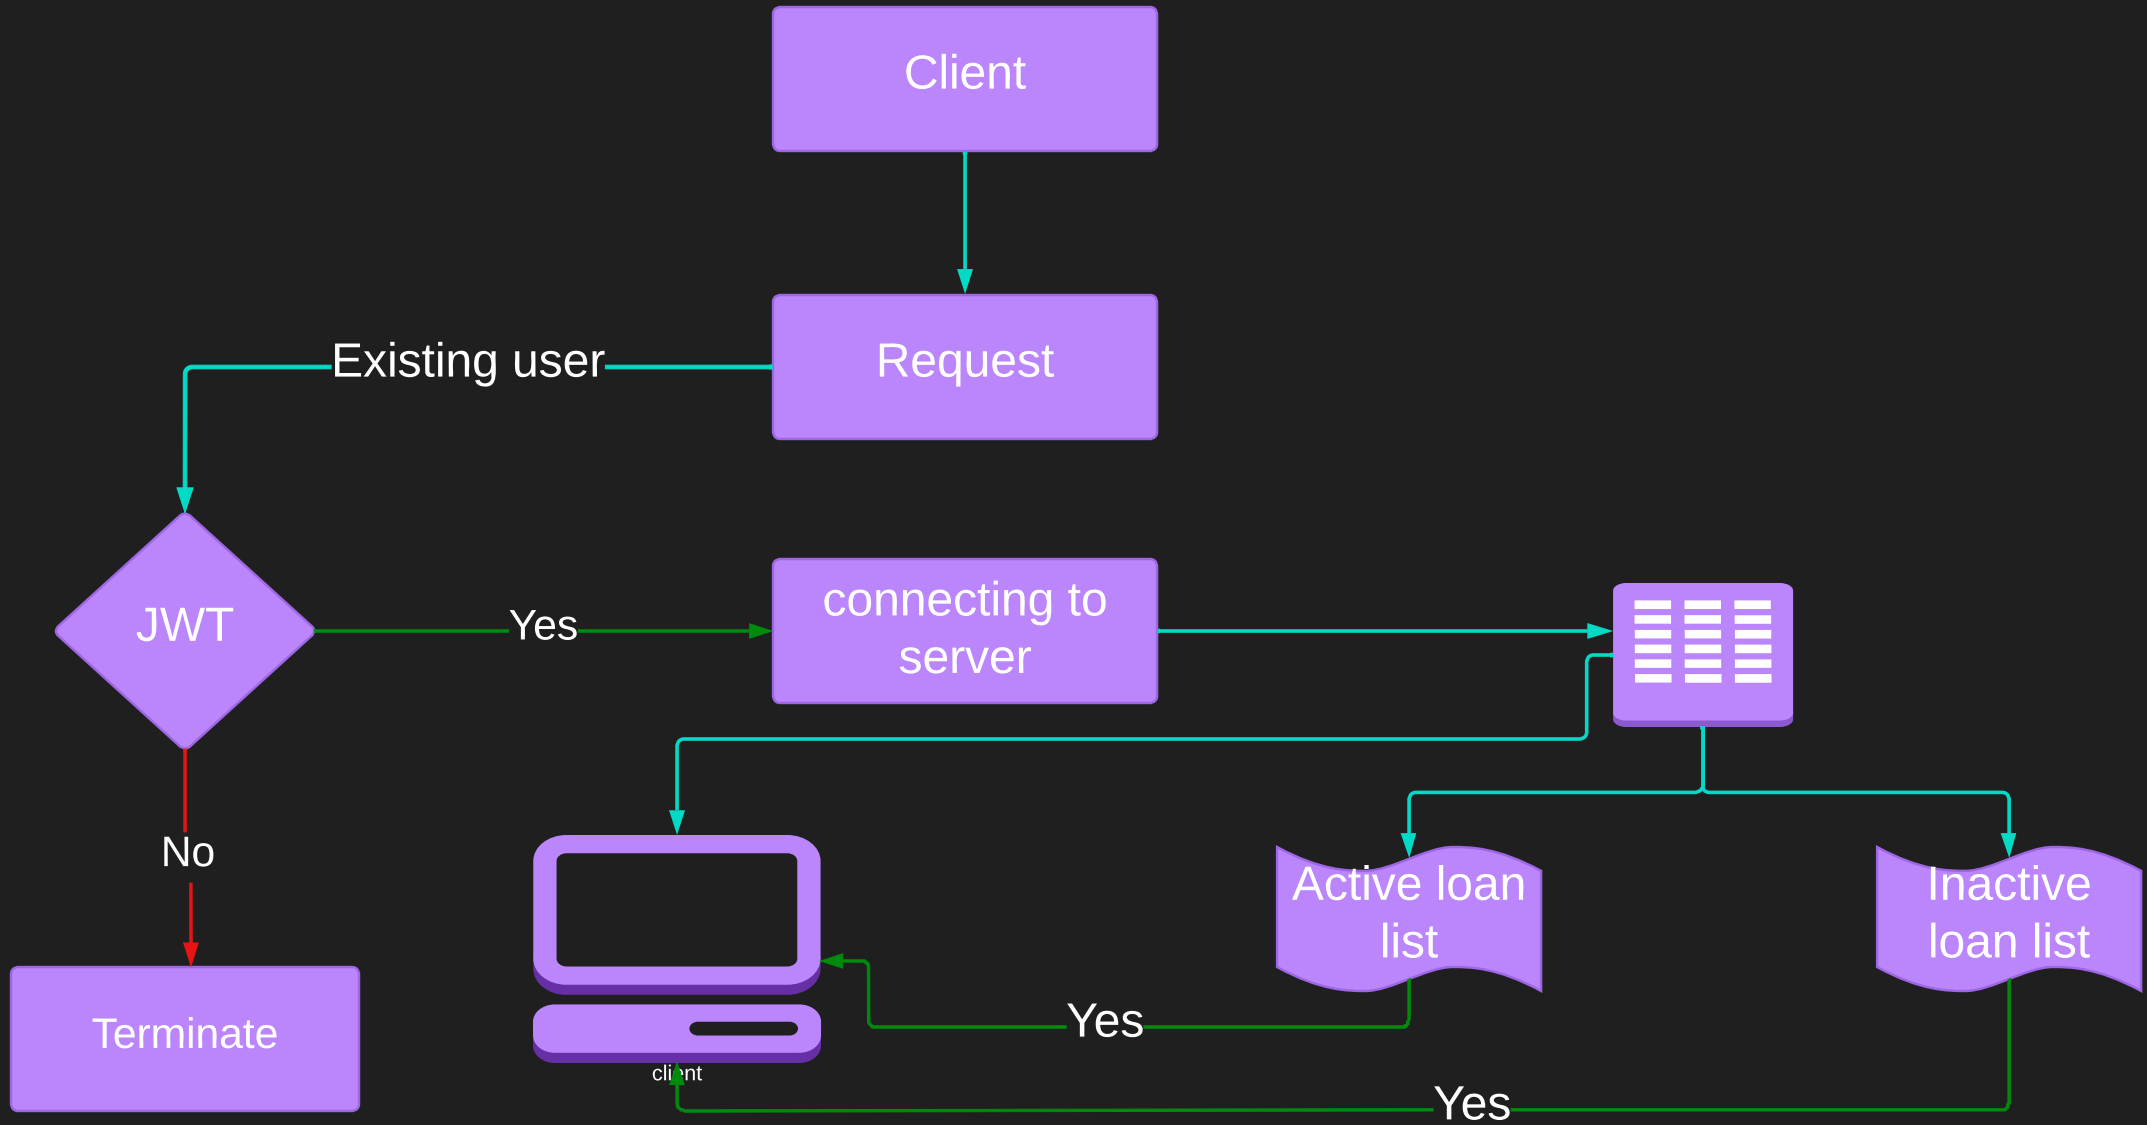 Client
Existing user
Request
JWT
Yes
connecting to
server
No
Active loan
list
Inactive
loan list
Yes
Terminate
client
Yes